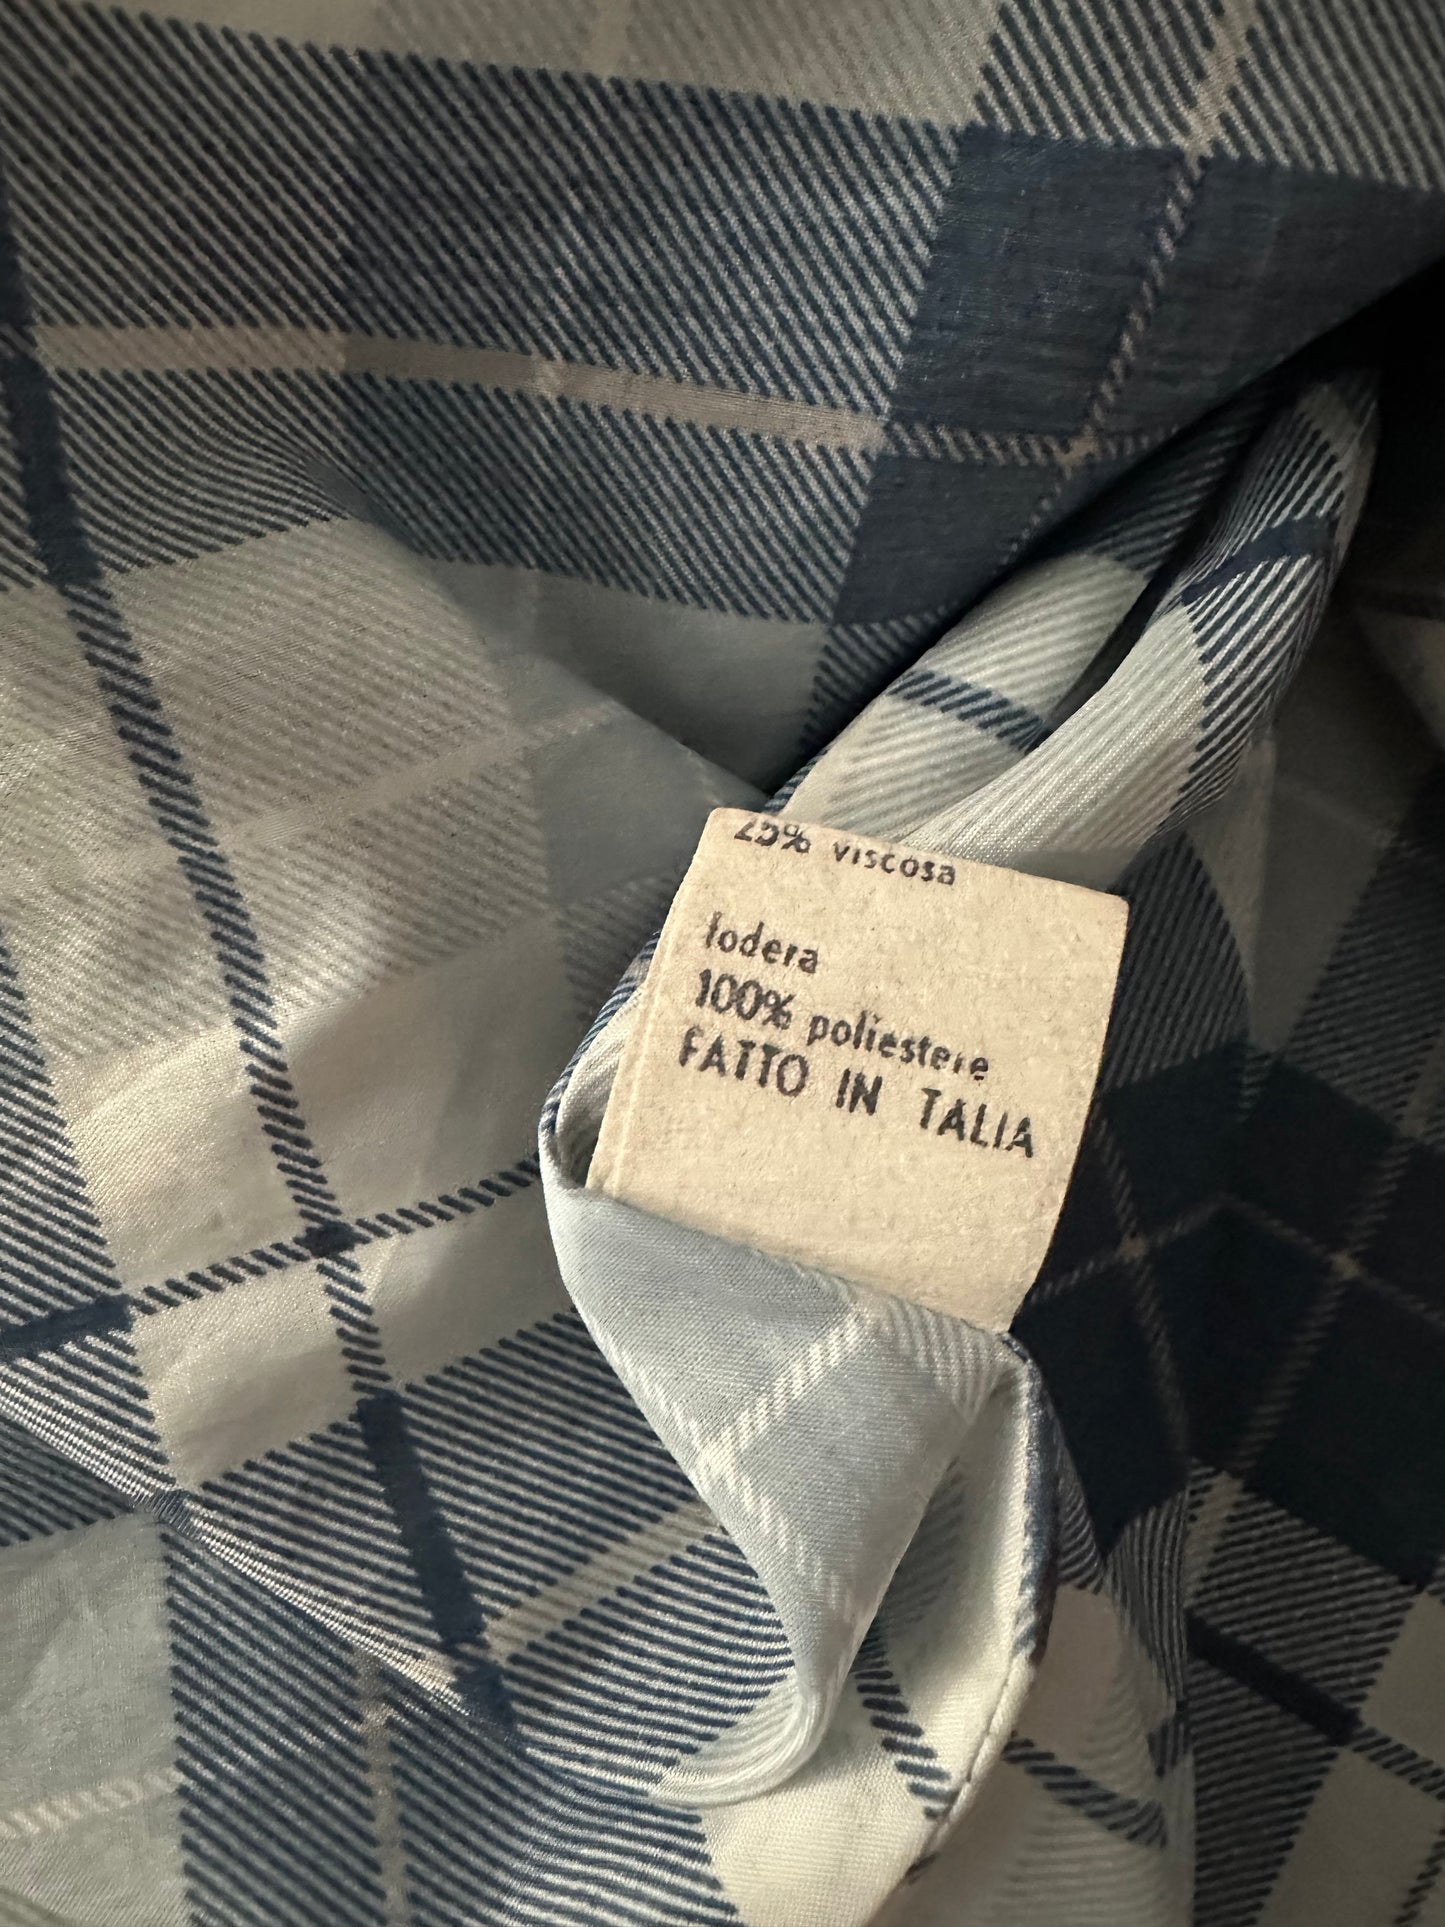 25% viscosa
fodera
100% poliestere
FATTO IN TALIA